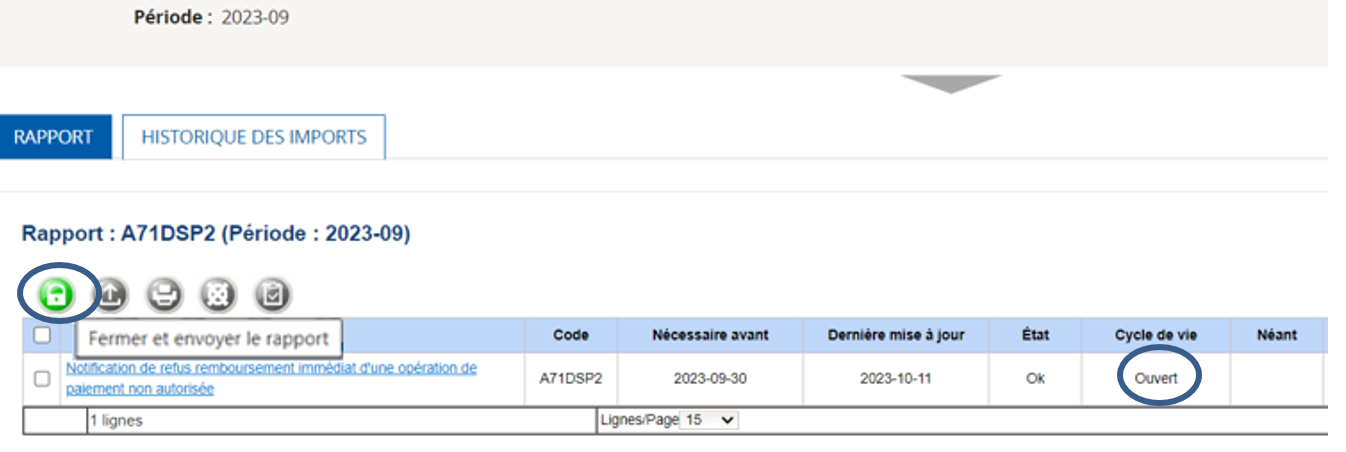 Période : 2023-09
RAPPORT HISTORIQUE DES IMPORTS
Rapport : A71DSP2 (Période : 2023-09)
Fermer et envoyer le rapport Code Nécessaire avant Dernière mise à jour État Cycle de vie Néant
Notification de refus remboursement immédiat d'une opération de
paiement non autorisée A71DSP2 2023-09-30 2023-10-11 Ok Ouvert
1 lignes Lignes/Page 15